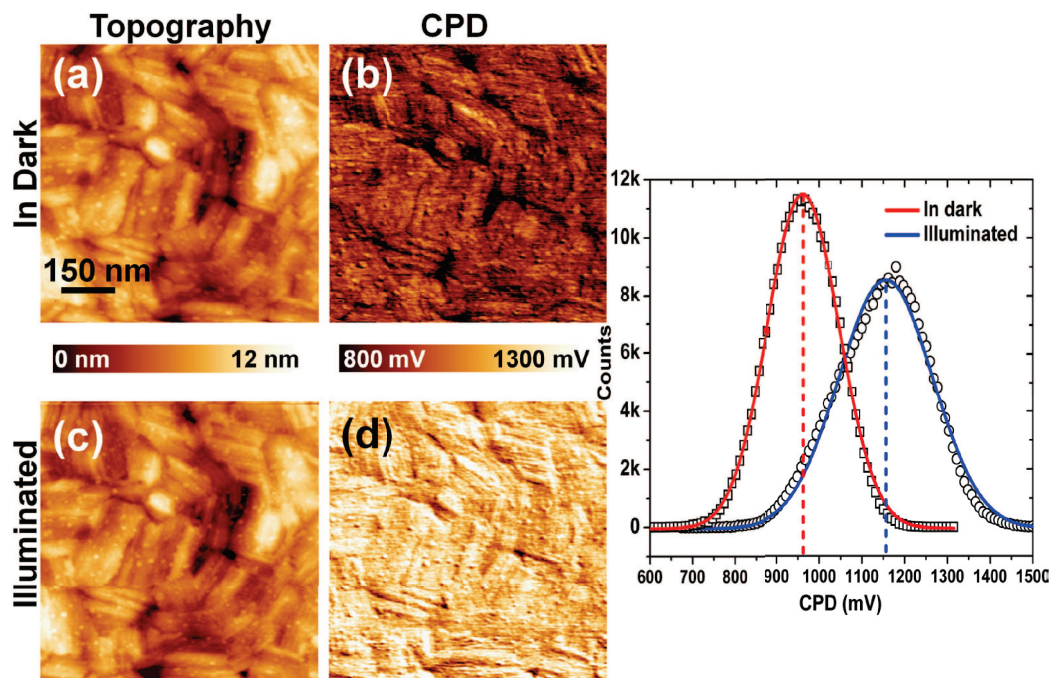 Topography
CPD
In Dark
(a)
(b)
150 nm
0 nm
12 nm
800 mV
1300 mV
Illuminated
(c)
(d)
12k
10k
8k
6k
4k
2k
0
Counts
In dark
Illuminated
600 700 800 900 1000 1100 1200 1300 1400 1500
CPD (mV)